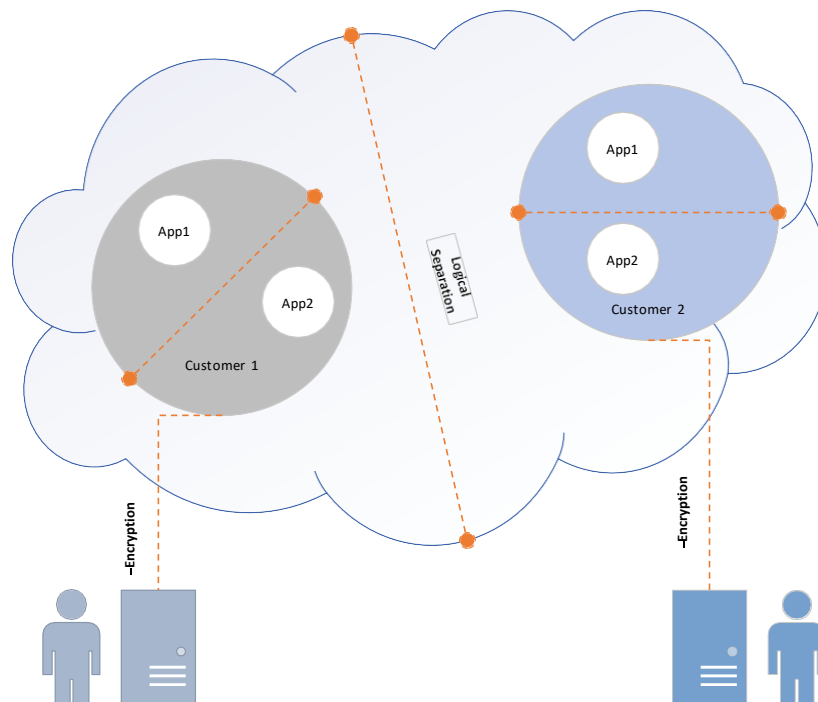 App1
App2
Customer 1
Logical
Separation
App1
App2
Customer 2
–Encryption
–Encryption